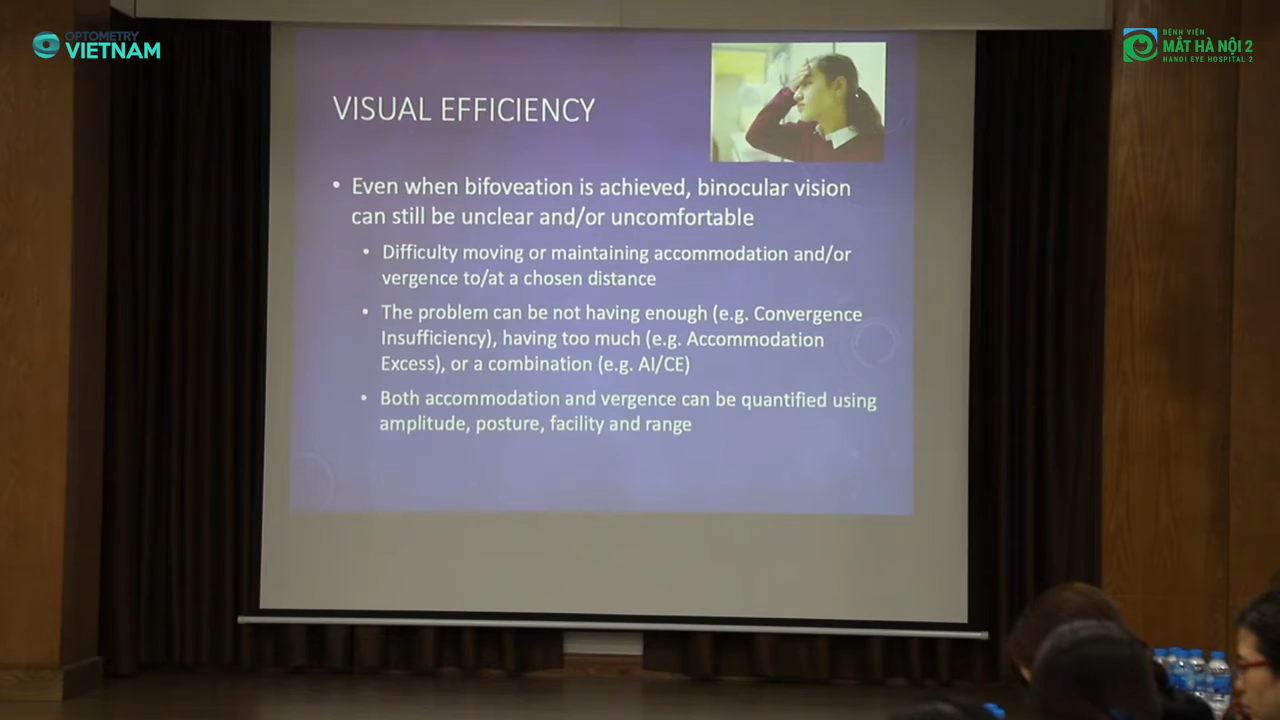 OPTOMETRY
VIETNAM
BỆNH VIỆN
MẮT HÀ NỘI 2
HANOI EYE HOSPITAL 2
VISUAL EFFICIENCY
• Even when bifoveation is achieved, binocular vision
can still be unclear and/or uncomfortable
• Difficulty moving or maintaining accommodation and/or
vergence to/at a chosen distance
• The problem can be not having enough (e.g. Convergence
Insufficiency), having too much (e.g. Accommodation
Excess), or a combination (e.g. AI/CE)
• Both accommodation and vergence can be quantified using
amplitude, posture, facility and range